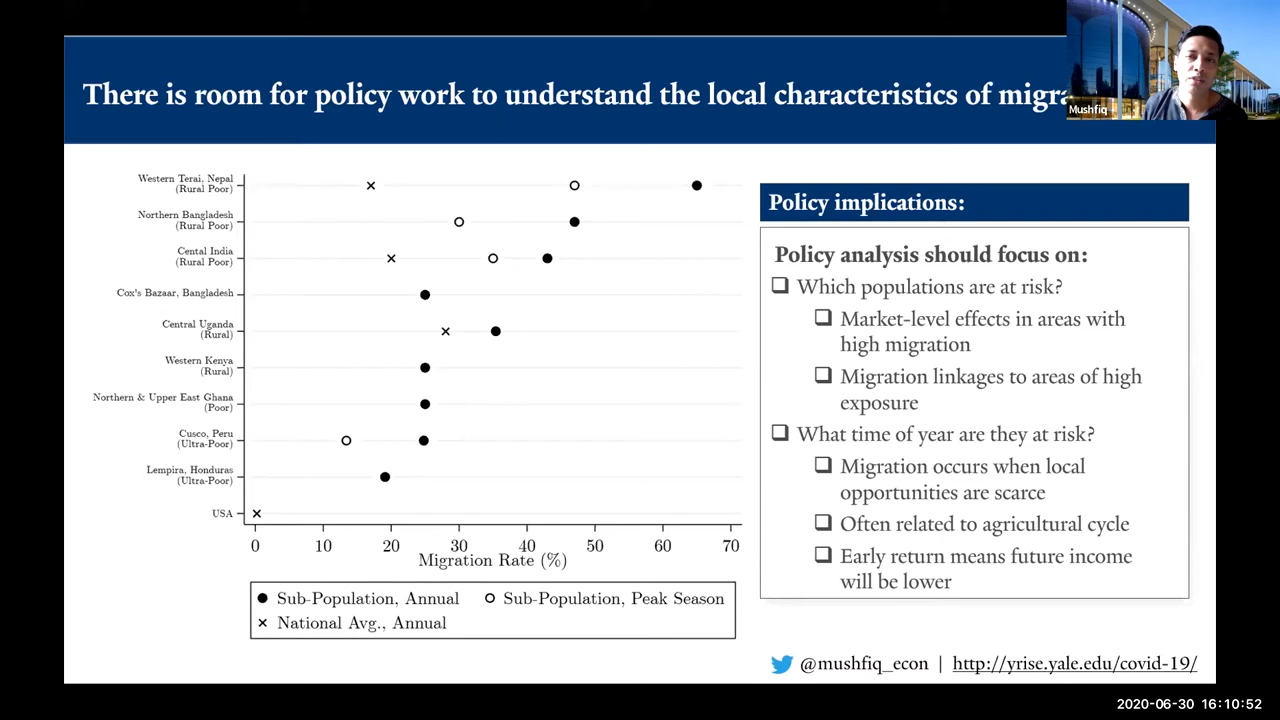 There is room for policy work to understand the local characteristics of migra
Mushfiq
Western Terai, Nepal
(Rural Poor)
Northern Bangladesh
(Rural Poor)
Cental India
(Rural Poor)
Cox's Bazaar, Bangladesh
Central Uganda
(Rural)
Western Kenya
(Rural)
Northern & Upper East Ghana
(Poor)
Cusco, Peru
(Ultra-Poor)
Lempira, Honduras
(Ultra-Poor)
USA
0 10 20 30 40 50 60 70
Migration Rate (%)
Sub-Population, Annual
Sub-Population, Peak Season
National Avg., Annual
Policy implications:
Policy analysis should focus on:
Which populations are at risk?
Market-level effects in areas with
high migration
Migration linkages to areas of high
exposure
What time of year are they at risk?
Migration occurs when local
opportunities are scarce
Often related to agricultural cycle
Early return means future income
will be lower
@mushfiq_econ | http://yrise.yale.edu/covid-19/
2020-06-30 16:10:52